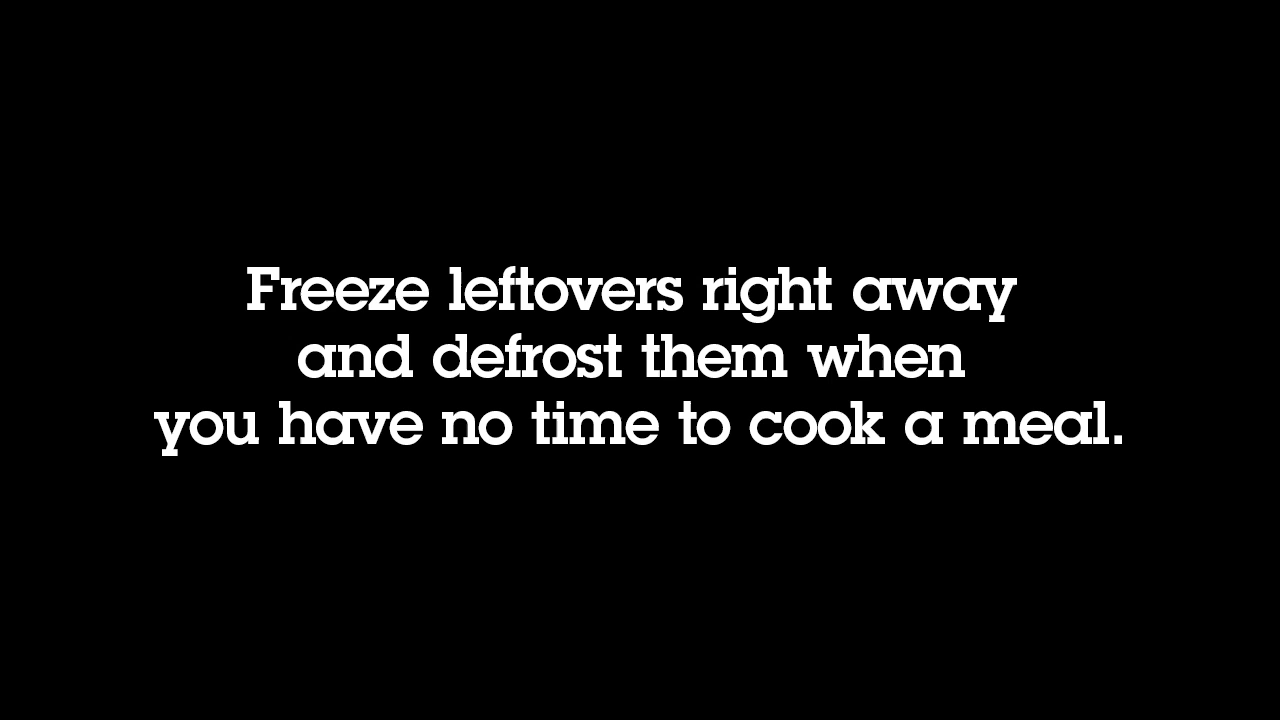 Freeze leftovers right away
and defrost them when
you have no time to cook a meal.